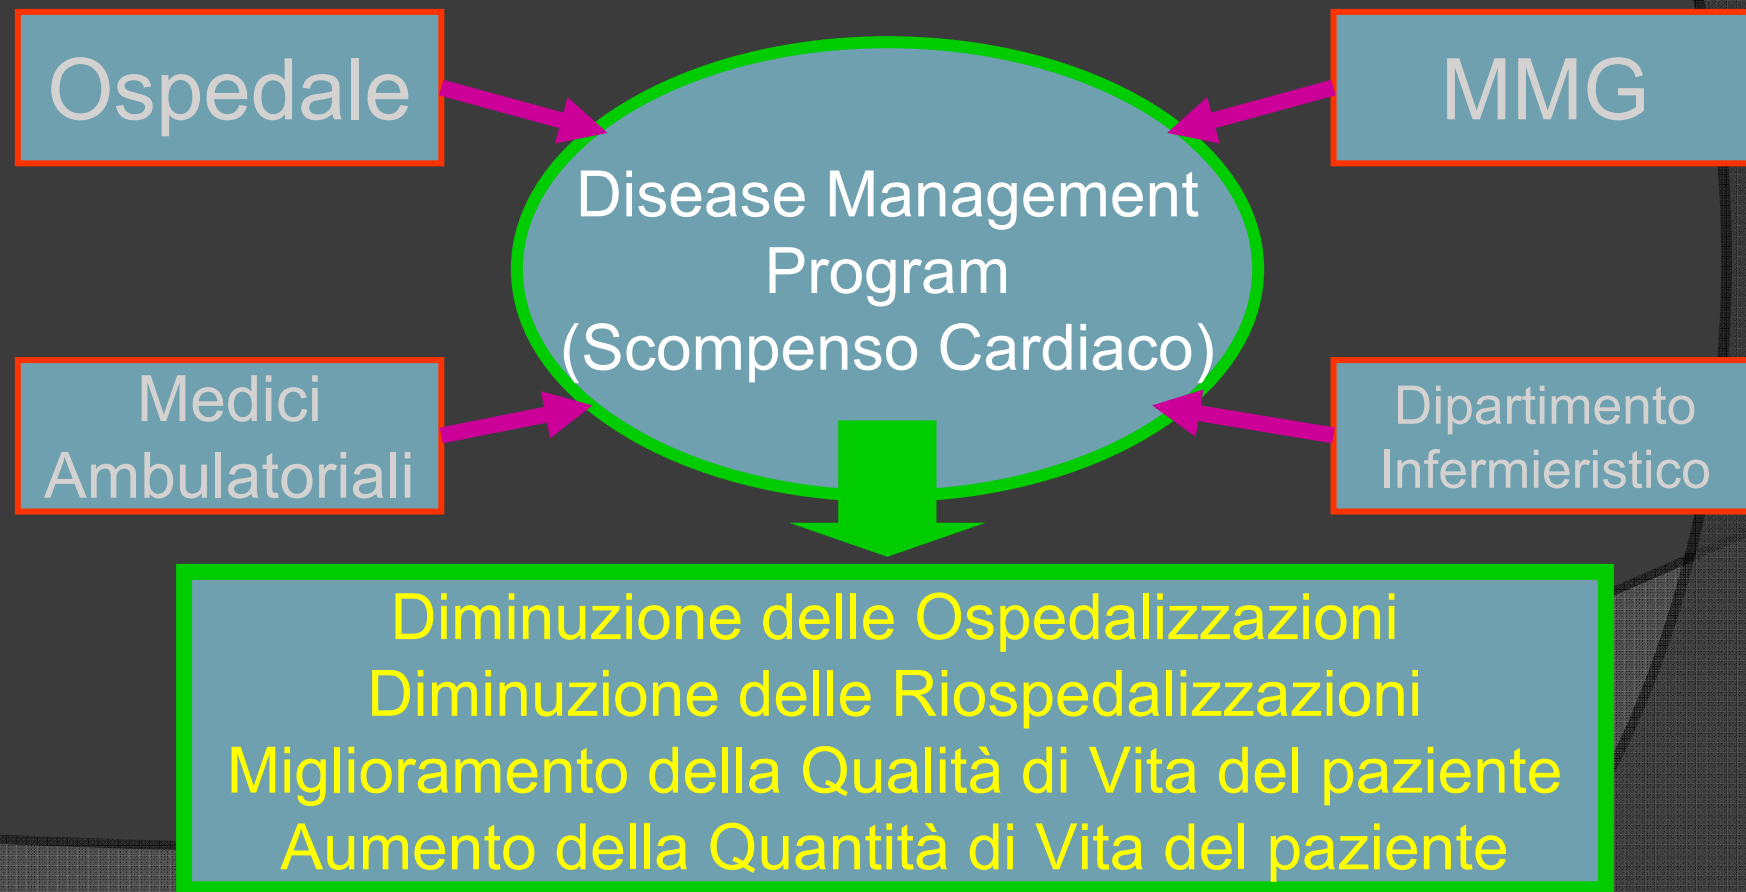 Ospedale
MMG
Disease Management
Program
(Scompenso Cardiaco)
Medici
Ambulatoriali
Dipartimento
Infermieristico
Diminuzione delle Ospedalizzazioni
Diminuzione delle Riospedalizzazioni
Miglioramento della Qualità di Vita del paziente
Aumento della Quantità di Vita del paziente